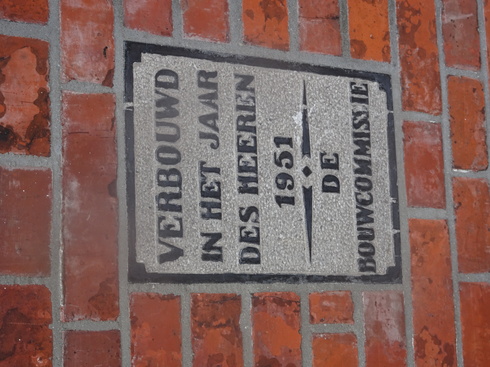 VERBOUWD
IN HET JAAR
DES HEEREN
1951
DE
BOUWCOMMISSIE